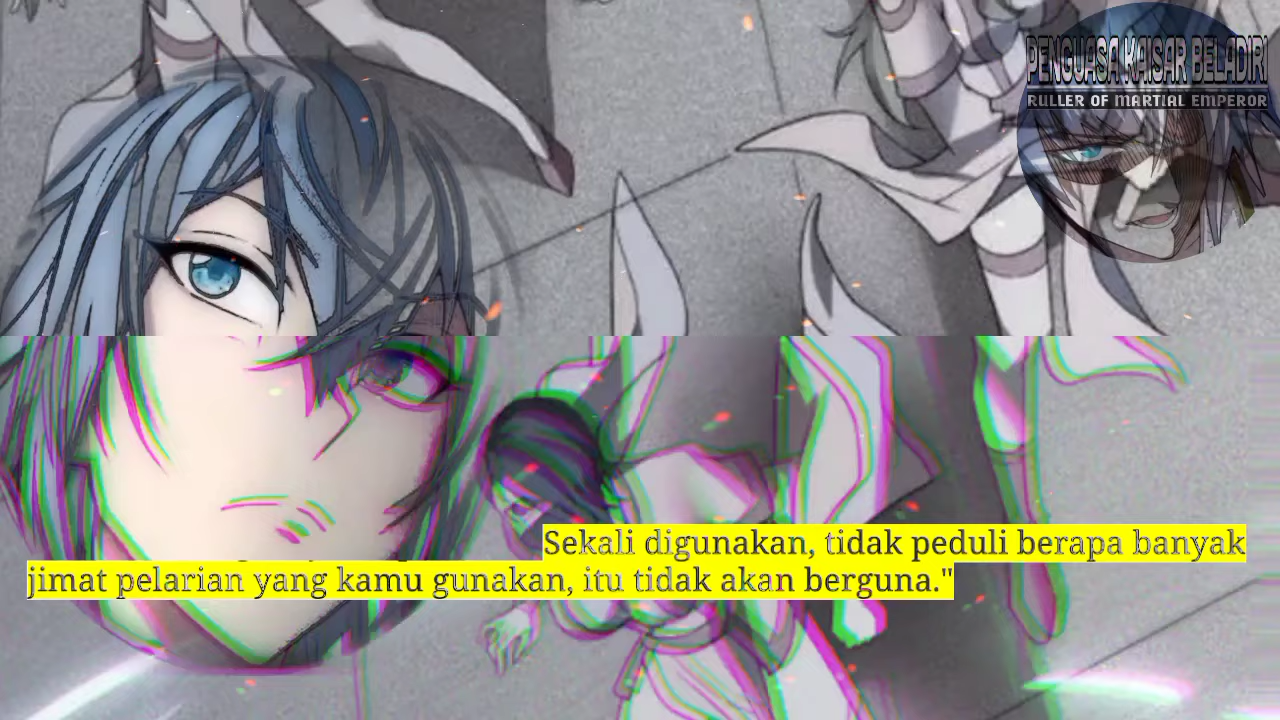 PENGUASA KAISAR BELADIRI
RULLER OF MARTIAL EMPEROR
Sekali digunakan, tidak peduli berapa banyak
jimat pelarian yang kamu gunakan, itu tidak akan berguna."